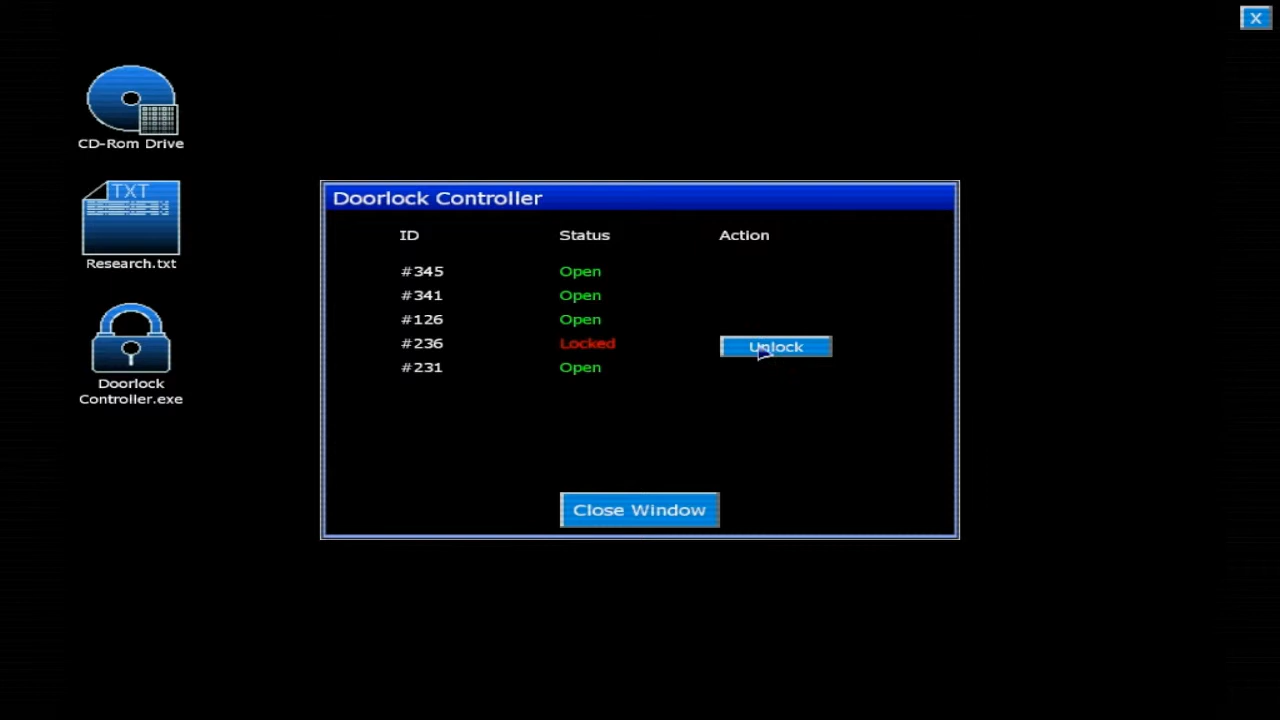 X
CD-Rom Drive
TXT
Research.txt
Doorlock
Controller.exe
Doorlock Controller
ID Status Action
#345 Open
#341 Open
#126 Open
#236 Locked Unlock
#231 Open
Close Window